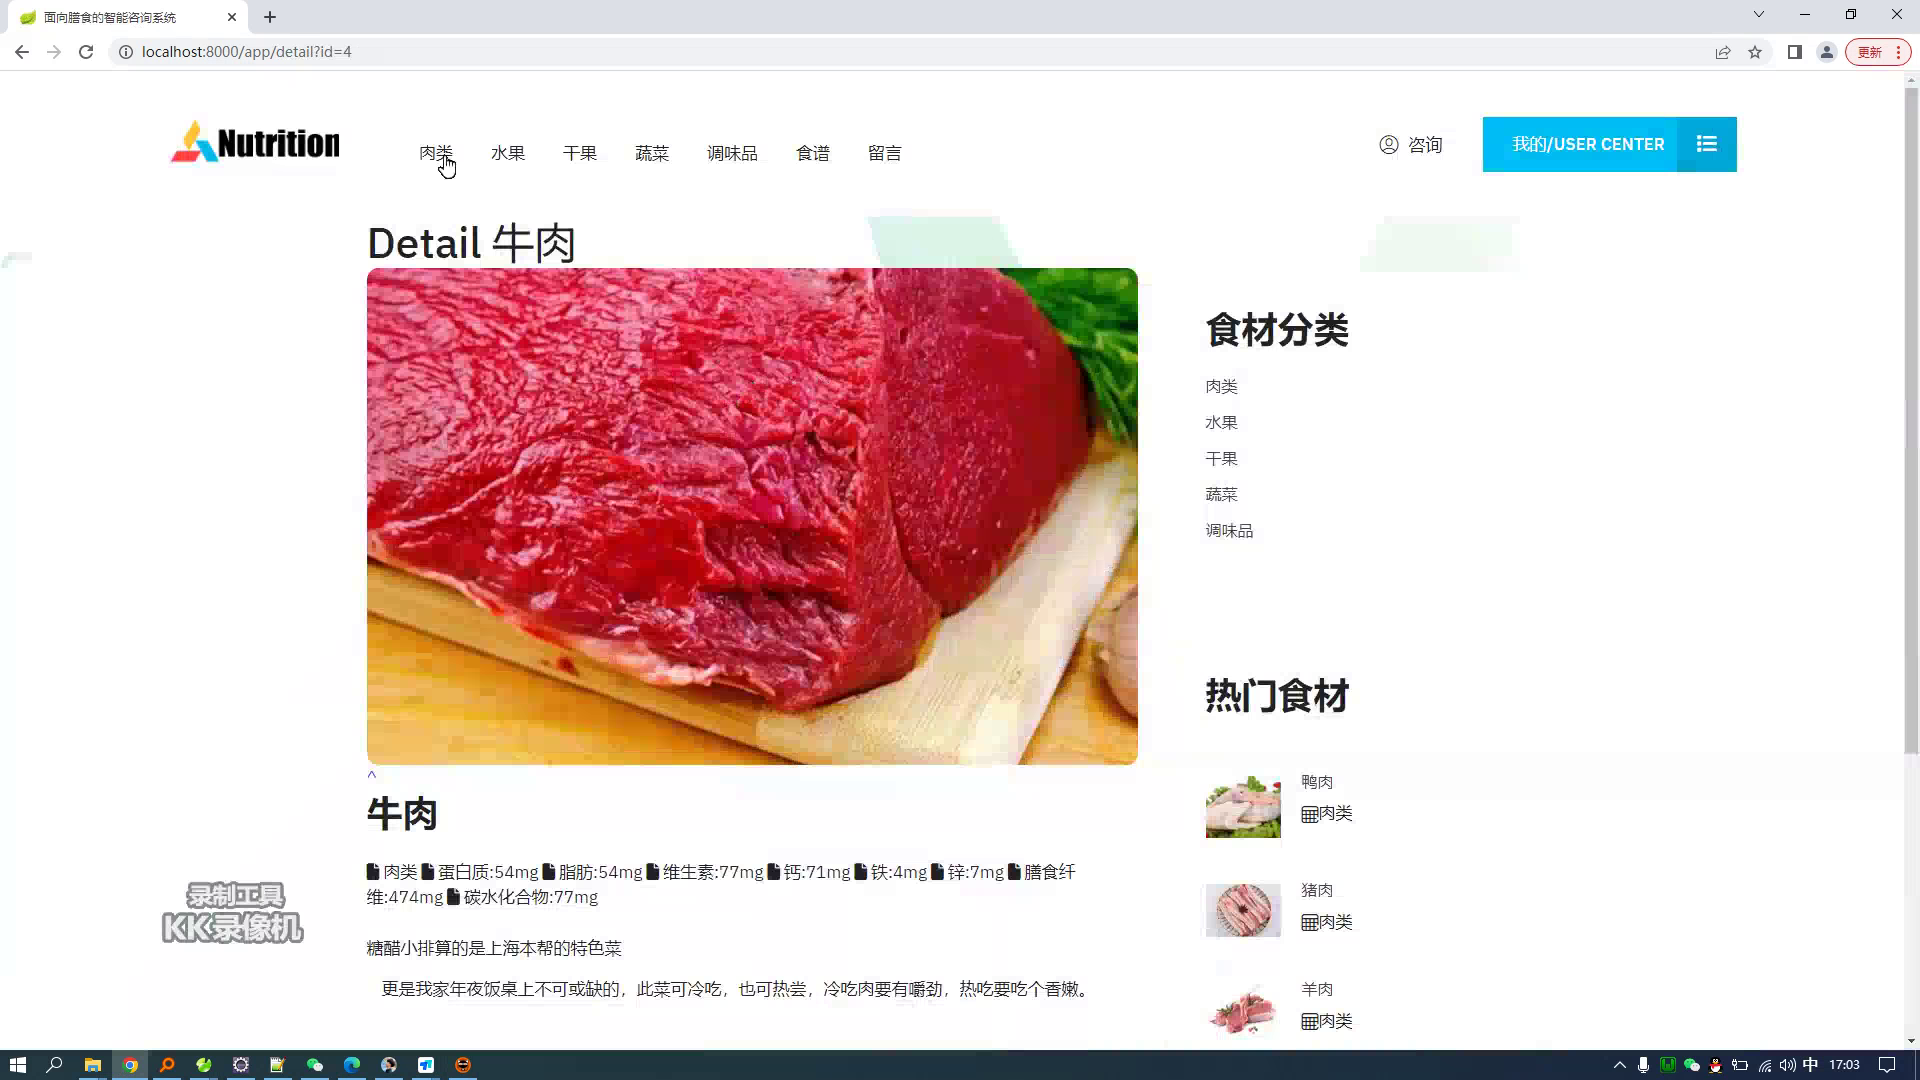 面向膳食的智能咨询系统
localhost:8000/app/detail?id=4
更新
Nutrition
肉类
水果
干果
蔬菜
调味品
食谱
留言
咨询
我的/USER CENTER
Detail 牛肉
食材分类
肉类
水果
干果
蔬菜
调味品
热门食材
鸭肉
肉类
猪肉
肉类
羊肉
肉类
^
牛肉
肉类 蛋白质:54mg 脂肪:54mg 维生素:77mg 钙:71mg 铁:4mg 锌:7mg 膳食纤
维:474mg 碳水化合物:77mg
糖醋小排算的是上海本帮的特色菜
更是我家年夜饭桌上不可或缺的，此菜可冷吃，也可热尝，冷吃肉要有嚼劲，热吃要吃个香嫩。
录制工具
KK录像机
中
17:03